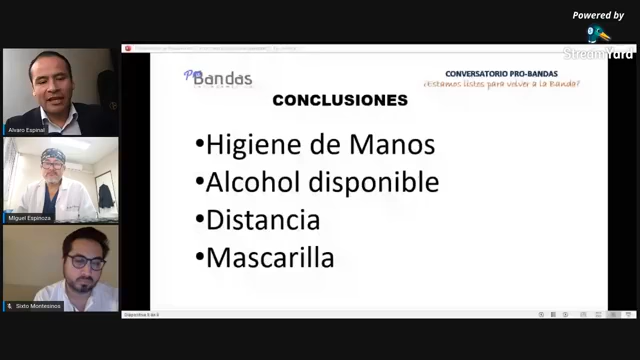 Powered by
StreamYard
ProBandas
CONVERSATORIO PRO-BANDAS
¿Estamos listos para volver a la Banda?
CONCLUSIONES
•Higiene de Manos
•Alcohol disponible
•Distancia
•Mascarilla
Alvaro Espinal
Miguel Espinoza
Sixto Montesinos